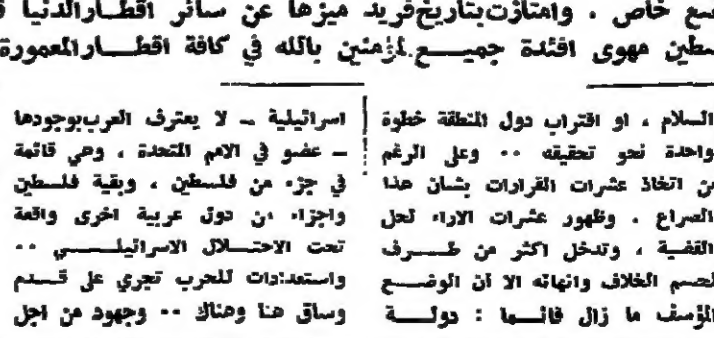 خاص . وامتازت بتاريخ فريد ميزها عن سائر اقطار الدنيا
مهوى افئدة جميع المؤمنين بالله في كافة اقطار المعمورة
السلام ، او اقتراب دول المنطقة خطوة
واحدة نحو تحقيقه .. وعلى الرغم
من اتخاذ عشرات القرارات بشان هذا
الصراع . وظهور عشرات الاراء لحل
القضية ، وتدخل اكثر من طرف
لحسم الخلاف وانهائه الا أن الوضع
المؤسف ما زال قائما : دولة
اسرائيلية - لا يعترف العرب بوجودها
- عضو في الامم المتحدة ، وهي قائمة
في جزء من فلسطين ، وبقية فلسطين
واجزاء من دول عربية اخرى واقعة
تحت الاحتلال الاسرائيلي ..
واستعدادات للحرب تجري على قدم
وساق هنا وهناك .. وجهود من اجل